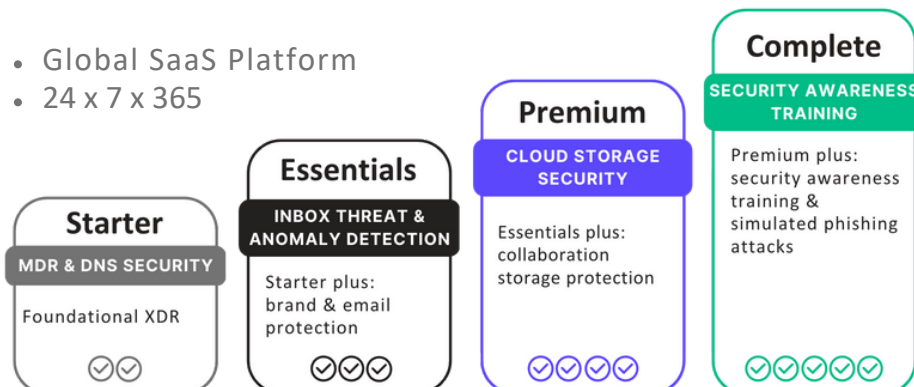 Global SaaS Platform
24 x 7 x 365
Starter
MDR & DNS SECURITY
Foundational XDR
Essentials
INBOX THREAT &
ANOMALY DETECTION
Starter plus:
brand & email
protection
Premium
CLOUD STORAGE
SECURITY
Essentials plus:
collaboration
storage protection
Complete
SECURITY AWARENESS
TRAINING
Premium plus:
security awareness
training &
simulated phishing
attacks